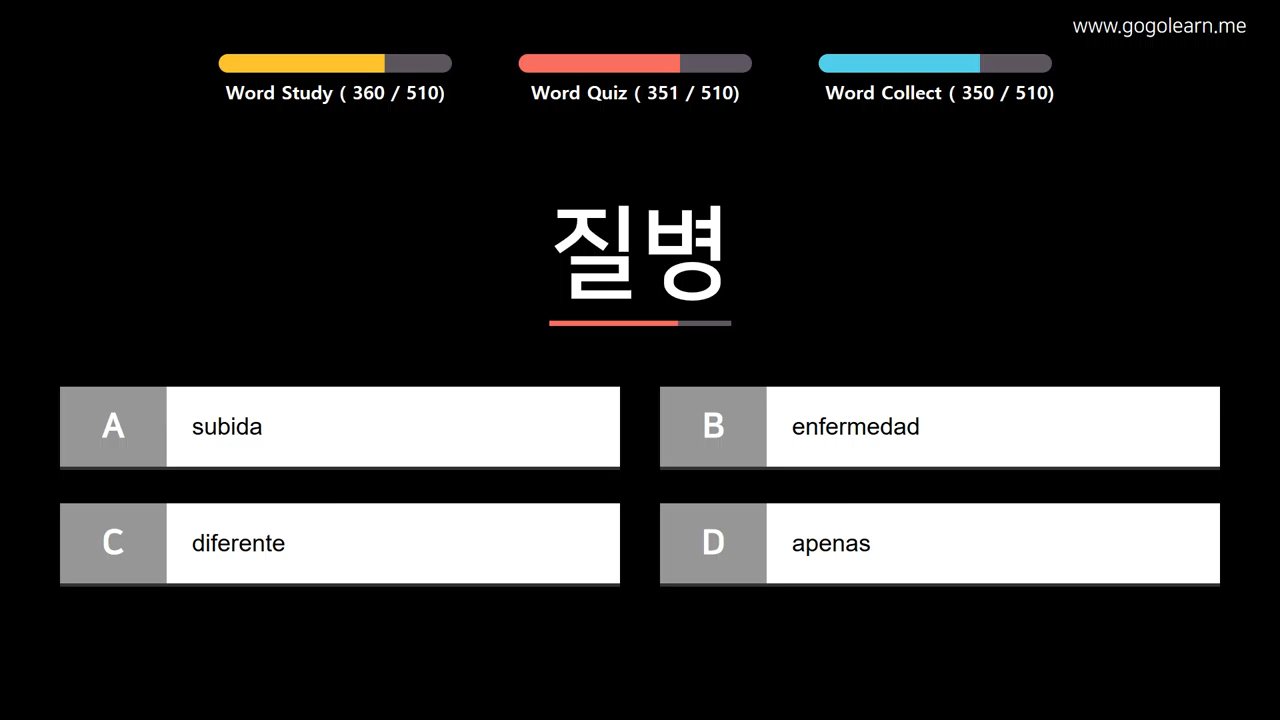 www.gogolearn.me
Word Study ( 360 / 510)
Word Quiz ( 351 / 510)
Word Collect ( 350 / 510)
질병
A subida
B enfermedad
C diferente
D apenas